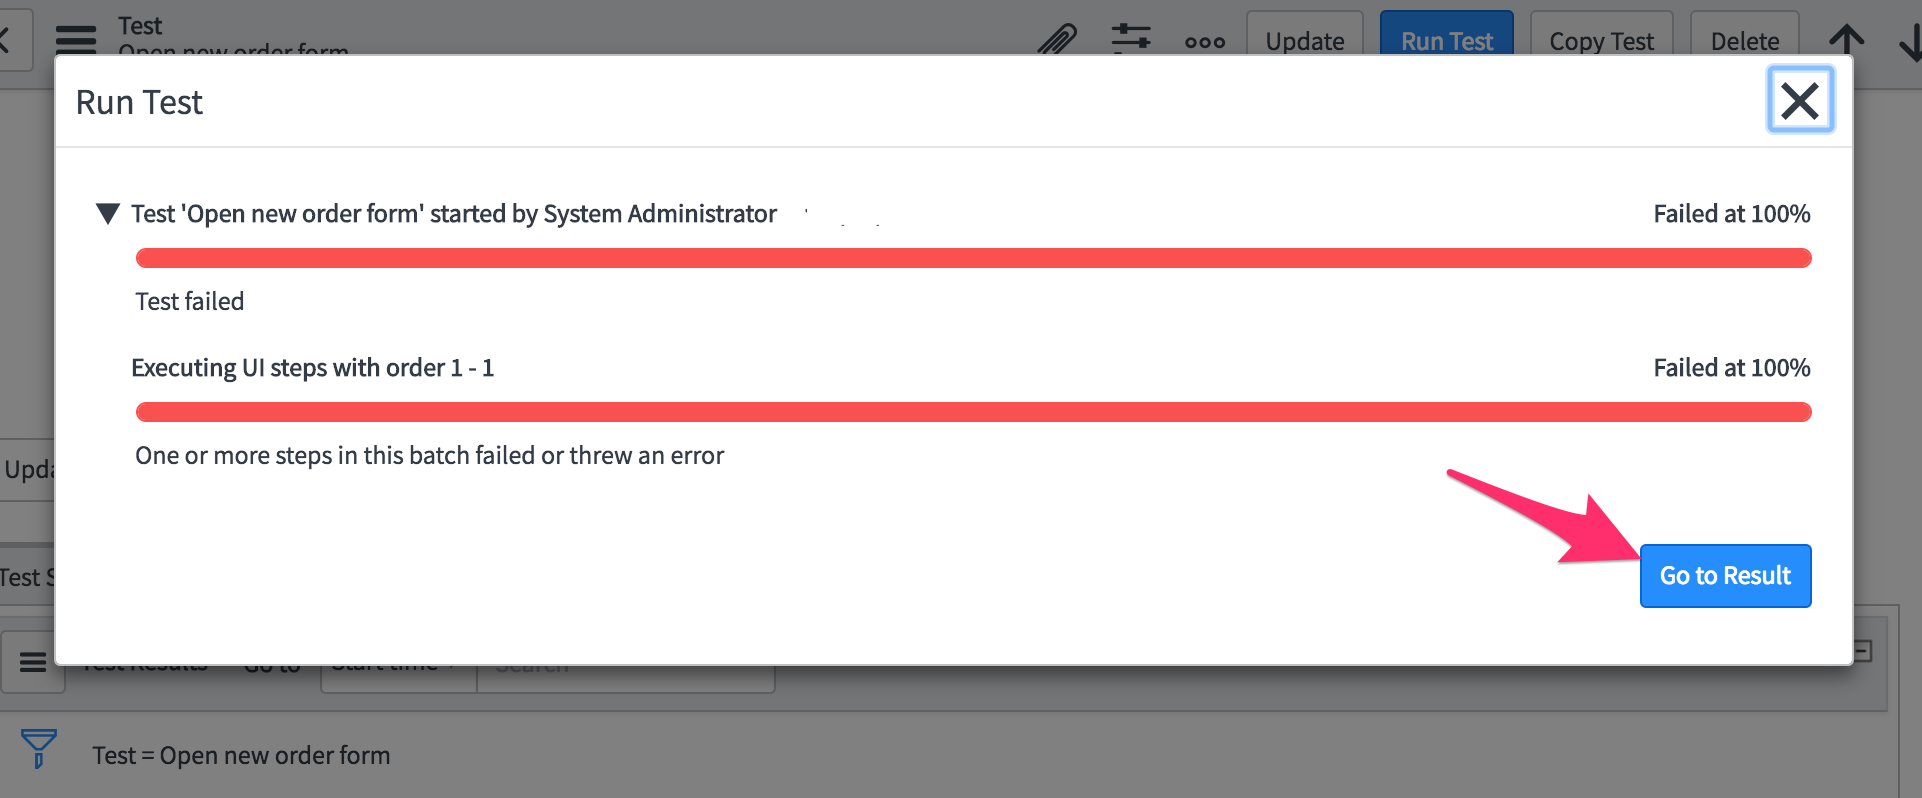 Test
Open new order form
Update
Run Test
Copy Test
Delete
Run Test
Test 'Open new order form' started by System Administrator
Failed at 100%
Test failed
Executing UI steps with order 1 - 1
Failed at 100%
One or more steps in this batch failed or threw an error
Go to Result
Upda
Test S
Test Results Go to Start time Search
Test = Open new order form